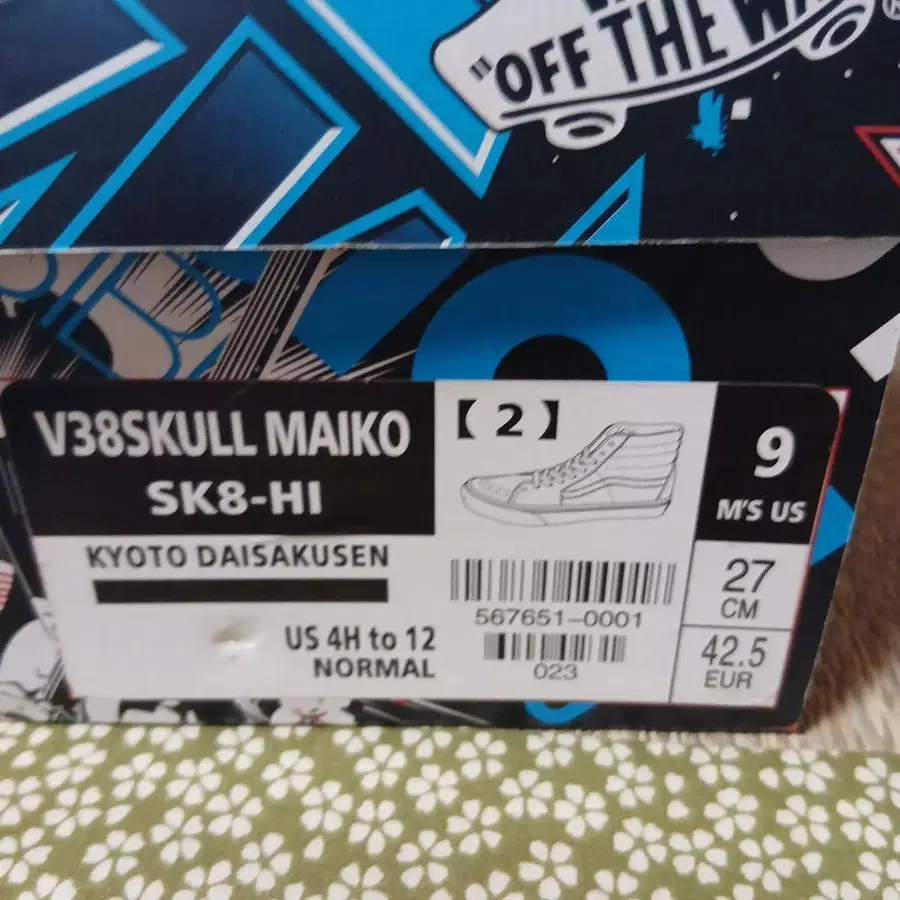 "OFF THE WA
V38SKULL MAIKO
SK8-HI
KYOTO DAISAKUSEN
US 4H to 12
NORMAL
【2】
567651-0001
023
9
M'S US
27
CM
42.5
EUR